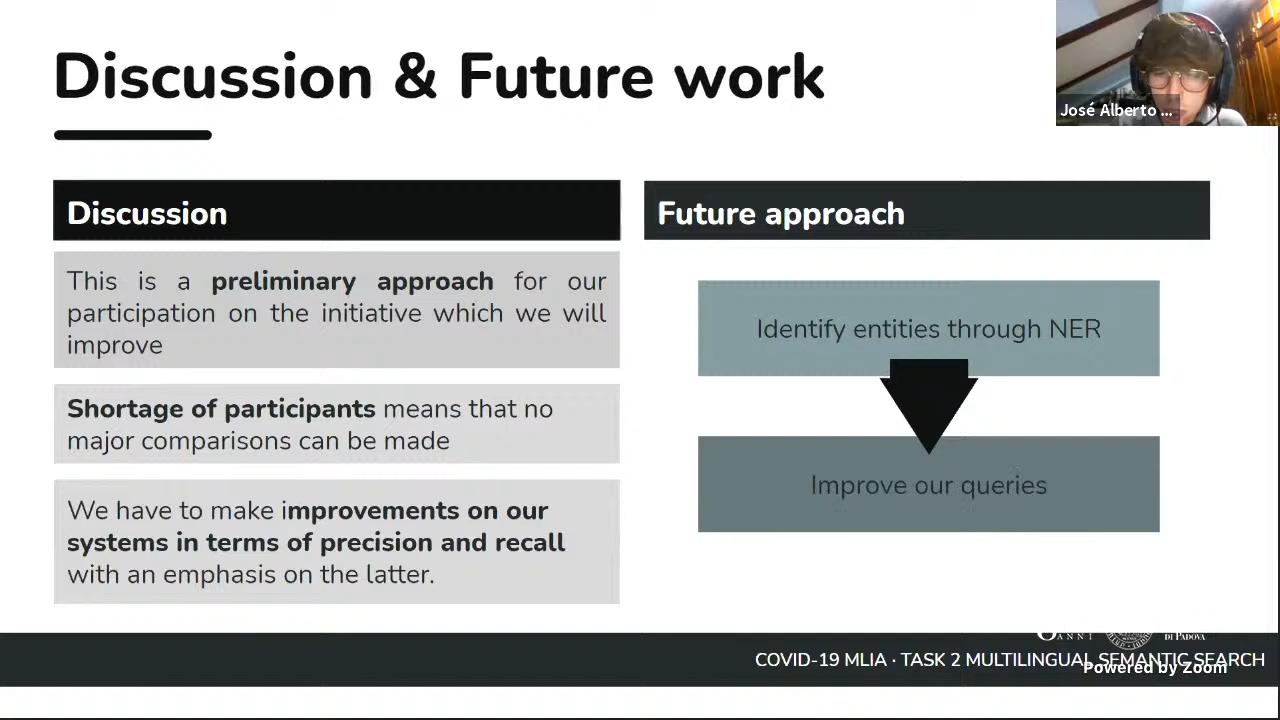 Discussion & Future work
José Alberto ...
Discussion
This is a preliminary approach for our
participation on the initiative which we will
improve
Shortage of participants means that no
major comparisons can be made
We have to make improvements on our
systems in terms of precision and recall
with an emphasis on the latter.
Future approach
Identify entities through NER
Improve our queries
ANNI
DI PADOVA
COVID-19 MLIA · TASK 2 MULTILINGUAL SEMANTIC SEARCH
Powered by Zoom